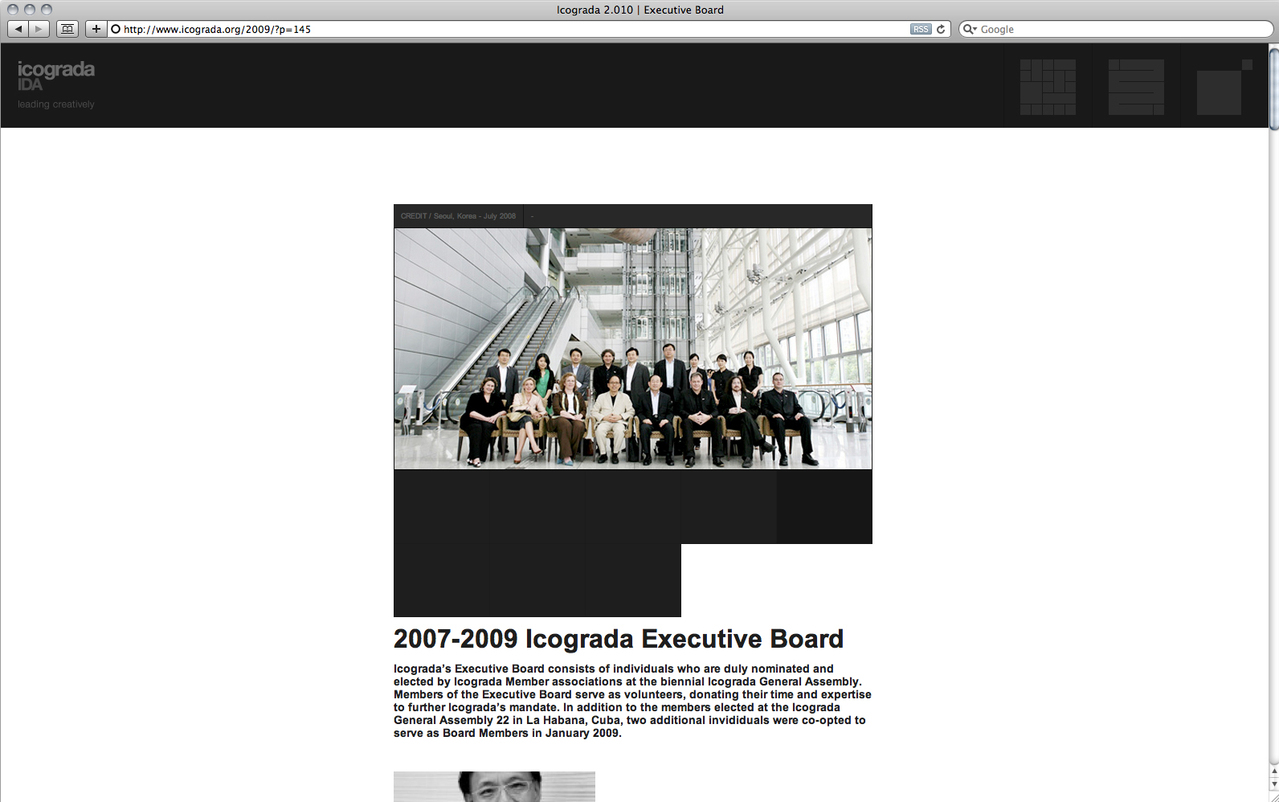 Icograda 2.010 | Executive Board
http://www.icograda.org/2009/?p=145
RSS
Google
icograda
IDA
leading creatively
CREDIT / Seoul, Korea - July 2008 -
2007-2009 Icograda Executive Board
Icograda's Executive Board consists of individuals who are duly nominated and
elected by Icograda Member associations at the biennial Icograda General Assembly.
Members of the Executive Board serve as volunteers, donating their time and expertise
to further Icograda's mandate. In addition to the members elected at the Icograda
General Assembly 22 in La Habana, Cuba, two additional invididuals were co-opted to
serve as Board Members in January 2009.